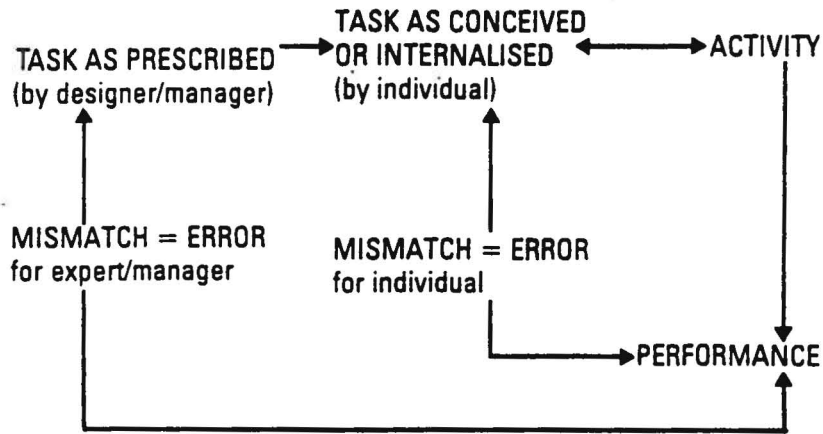 TASK AS PRESCRIBED
(by designer/manager)
TASK AS CONCEIVED
OR INTERNALISED
(by individual)
ACTIVITY
MISMATCH = ERROR
for expert/manager
MISMATCH = ERROR
for individual
PERFORMANCE